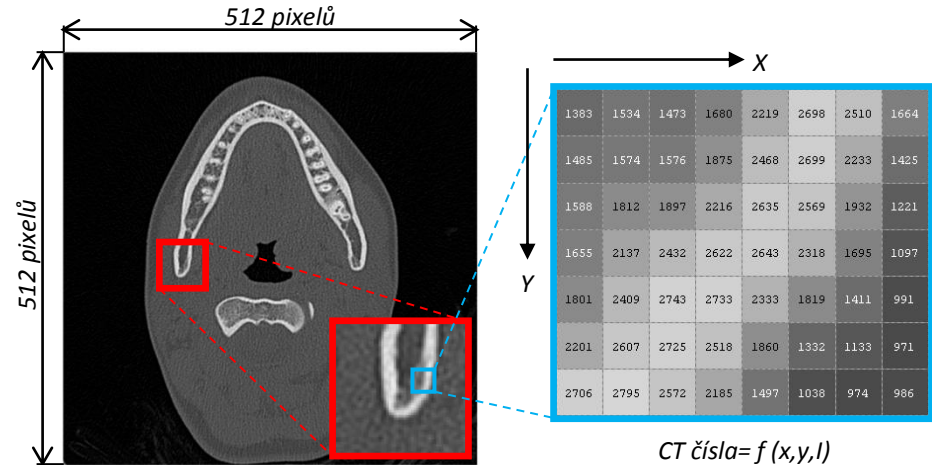 512 pixelů
512 pixelů
X
Y
1383 1534 1473 1680 2219 2698 2510 1664
1485 1574 1576 1875 2468 2699 2233 1425
1588 1812 1897 2216 2635 2569 1932 1221
1655 2137 2432 2622 2643 2318 1695 1097
1801 2409 2743 2733 2333 1819 1411 991
2201 2607 2725 2518 1860 1332 1133 971
2706 2795 2572 2185 1497 1038 974 986
CT čísla= f (x,y,I)